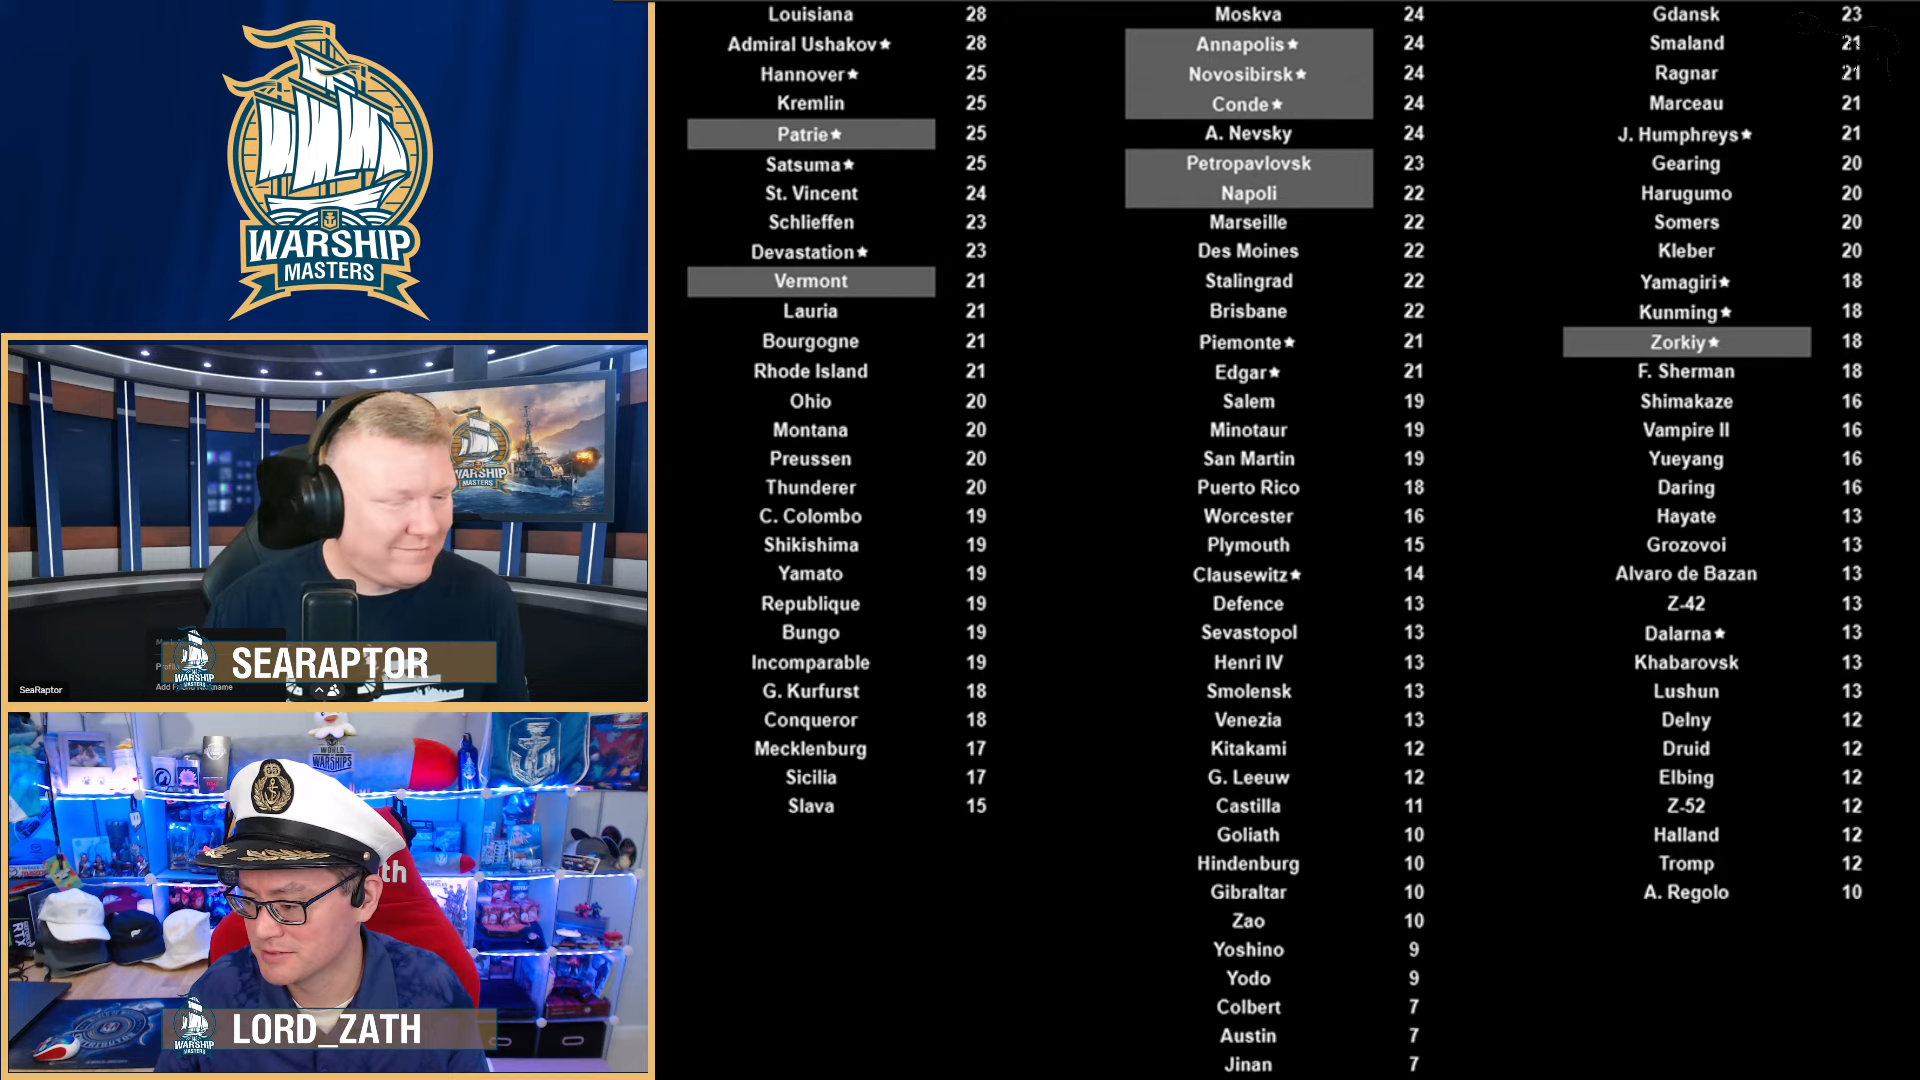 WARSHIP
MASTERS
SeaRaptor
WARSHIP
MASTERS
SEARAPTOR
WORLD
WARSHIPS
th
RTX
WARSHIP
MASTERS
LORD_ZATH
Louisiana 28
Admiral Ushakov★ 28
Hannover★ 25
Kremlin 25
Patrie★ 25
Satsuma★ 25
St. Vincent 24
Schlieffen 23
Devastation★ 23
Vermont 21
Lauria 21
Bourgogne 21
Rhode Island 21
Ohio 20
Montana 20
Preussen 20
Thunderer 20
C. Colombo 19
Shikishima 19
Yamato 19
Republique 19
Bungo 19
Incomparable 19
G. Kurfurst 18
Conqueror 18
Mecklenburg 17
Sicilia 17
Slava 15
Moskva 24
Annapolis★ 24
Novosibirsk★ 24
Conde★ 24
A. Nevsky 24
Petropavlovsk 23
Napoli 22
Marseille 22
Des Moines 22
Stalingrad 22
Brisbane 22
Piemonte★ 21
Edgar★ 21
Salem 19
Minotaur 19
San Martin 19
Puerto Rico 18
Worcester 16
Plymouth 15
Clausewitz★ 14
Defence 13
Sevastopol 13
Henri IV 13
Smolensk 13
Venezia 13
Kitakami 12
G. Leeuw 12
Castilla 11
Goliath 10
Hindenburg 10
Gibraltar 10
Zao 10
Yoshino 9
Yodo 9
Colbert 7
Austin 7
Jinan 7
Gdansk 23
Smaland 21
Ragnar 21
Marceau 21
J. Humphreys★ 21
Gearing 20
Harugumo 20
Somers 20
Kleber 20
Yamagiri★ 18
Kunming★ 18
Zorkiy★ 18
F. Sherman 18
Shimakaze 16
Vampire II 16
Yueyang 16
Daring 16
Hayate 13
Grozovoi 13
Alvaro de Bazan 13
Z-42 13
Dalarna★ 13
Khabarovsk 13
Lushun 13
Delny 12
Druid 12
Elbing 12
Z-52 12
Halland 12
Tromp 12
A. Regolo 10